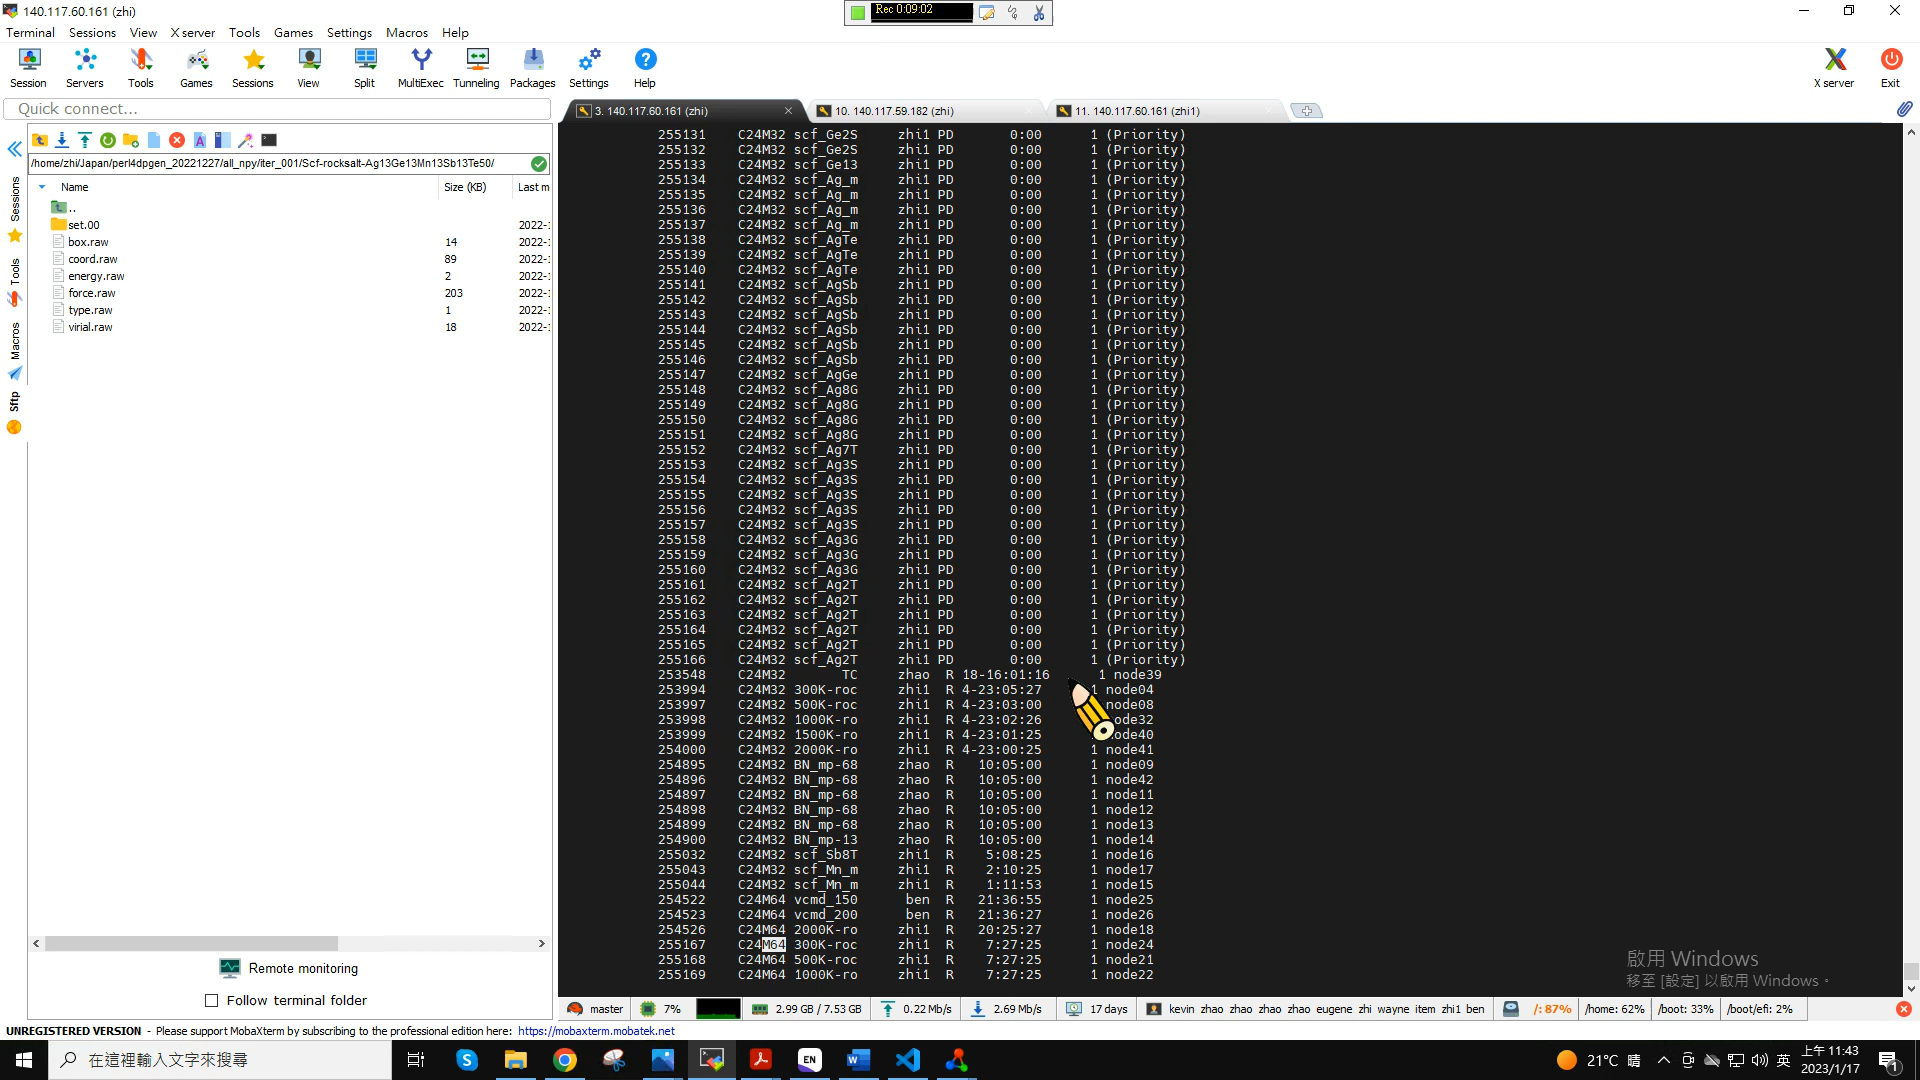 140.117.60.161 (zhi)
Rec 0:09:02
Terminal Sessions View X server Tools Games Settings Macros Help
Session Servers Tools Games Sessions View Split MultiExec Tunneling Packages Settings Help X server Exit
Quick connect...
3. 140.117.60.161 (zhi)
10. 140.117.59.182 (zhi)
11. 140.117.60.161 (zhi1)
Sessions
Tools
Macros
Sftp
/home/zhi/Japan/perl4dpgen_20221227/all_npy/iter_001/Scf-rocksalt-Ag13Ge13Mn13Sb13Te50/
Name Size (KB) Last m
..
set.00 2022-1
box.raw 14 2022-1
coord.raw 89 2022-1
energy.raw 2 2022-1
force.raw 203 2022-1
type.raw 1 2022-1
virial.raw 18 2022-1
Remote monitoring
Follow terminal folder
255131 C24M32 scf_Ge2S zhi1 PD 0:00 1 (Priority)
255132 C24M32 scf_Ge2S zhi1 PD 0:00 1 (Priority)
255133 C24M32 scf_Ge13 zhi1 PD 0:00 1 (Priority)
255134 C24M32 scf_Ag_m zhi1 PD 0:00 1 (Priority)
255135 C24M32 scf_Ag_m zhi1 PD 0:00 1 (Priority)
255136 C24M32 scf_Ag_m zhi1 PD 0:00 1 (Priority)
255137 C24M32 scf_Ag_m zhi1 PD 0:00 1 (Priority)
255138 C24M32 scf_AgTe zhi1 PD 0:00 1 (Priority)
255139 C24M32 scf_AgTe zhi1 PD 0:00 1 (Priority)
255140 C24M32 scf_AgTe zhi1 PD 0:00 1 (Priority)
255141 C24M32 scf_AgSb zhi1 PD 0:00 1 (Priority)
255142 C24M32 scf_AgSb zhi1 PD 0:00 1 (Priority)
255143 C24M32 scf_AgSb zhi1 PD 0:00 1 (Priority)
255144 C24M32 scf_AgSb zhi1 PD 0:00 1 (Priority)
255145 C24M32 scf_AgSb zhi1 PD 0:00 1 (Priority)
255146 C24M32 scf_AgSb zhi1 PD 0:00 1 (Priority)
255147 C24M32 scf_AgGe zhi1 PD 0:00 1 (Priority)
255148 C24M32 scf_Ag8G zhi1 PD 0:00 1 (Priority)
255149 C24M32 scf_Ag8G zhi1 PD 0:00 1 (Priority)
255150 C24M32 scf_Ag8G zhi1 PD 0:00 1 (Priority)
255151 C24M32 scf_Ag8G zhi1 PD 0:00 1 (Priority)
255152 C24M32 scf_Ag7T zhi1 PD 0:00 1 (Priority)
255153 C24M32 scf_Ag3S zhi1 PD 0:00 1 (Priority)
255154 C24M32 scf_Ag3S zhi1 PD 0:00 1 (Priority)
255155 C24M32 scf_Ag3S zhi1 PD 0:00 1 (Priority)
255156 C24M32 scf_Ag3S zhi1 PD 0:00 1 (Priority)
255157 C24M32 scf_Ag3S zhi1 PD 0:00 1 (Priority)
255158 C24M32 scf_Ag3G zhi1 PD 0:00 1 (Priority)
255159 C24M32 scf_Ag3G zhi1 PD 0:00 1 (Priority)
255160 C24M32 scf_Ag3G zhi1 PD 0:00 1 (Priority)
255161 C24M32 scf_Ag2T zhi1 PD 0:00 1 (Priority)
255162 C24M32 scf_Ag2T zhi1 PD 0:00 1 (Priority)
255163 C24M32 scf_Ag2T zhi1 PD 0:00 1 (Priority)
255164 C24M32 scf_Ag2T zhi1 PD 0:00 1 (Priority)
255165 C24M32 scf_Ag2T zhi1 PD 0:00 1 (Priority)
255166 C24M32 scf_Ag2T zhi1 PD 0:00 1 (Priority)
253548 C24M32 TC zhao R 18-16:01:16 1 node39
253994 C24M32 300K-roc zhi1 R 4-23:05:27 1 node04
253997 C24M32 500K-roc zhi1 R 4-23:03:00 node08
253998 C24M32 1000K-ro zhi1 R 4-23:02:26 ode32
253999 C24M32 1500K-ro zhi1 R 4-23:01:25 ode40
254000 C24M32 2000K-ro zhi1 R 4-23:00:25 1 node41
254895 C24M32 BN_mp-68 zhao R 10:05:00 1 node09
254896 C24M32 BN_mp-68 zhao R 10:05:00 1 node42
254897 C24M32 BN_mp-68 zhao R 10:05:00 1 node11
254898 C24M32 BN_mp-68 zhao R 10:05:00 1 node12
254899 C24M32 BN_mp-68 zhao R 10:05:00 1 node13
254900 C24M32 BN_mp-13 zhao R 10:05:00 1 node14
255032 C24M32 scf_Sb8T zhi1 R 5:08:25 1 node16
255043 C24M32 scf_Mn_m zhi1 R 2:10:25 1 node17
255044 C24M32 scf_Mn_m zhi1 R 1:11:53 1 node15
254522 C24M64 vcmd_150 ben R 21:36:55 1 node25
254523 C24M64 vcmd_200 ben R 21:36:27 1 node26
254526 C24M64 2000K-ro zhi1 R 20:25:27 1 node18
255167 C24M64 300K-roc zhi1 R 7:27:25 1 node24
255168 C24M64 500K-roc zhi1 R 7:27:25 1 node21
255169 C24M64 1000K-ro zhi1 R 7:27:25 1 node22
啟用 Windows
移至 [設定] 以啟用 Windows。
master 7% 2.99 GB / 7.53 GB 0.22 Mb/s 2.69 Mb/s 17 days kevin zhao zhao zhao zhao eugene zhi wayne item zhi1 ben /: 87% /home: 62% /boot: 33% /boot/efi: 2%
UNREGISTERED VERSION - Please support MobaXterm by subscribing to the professional edition here: https://mobaxterm.mobatek.net
在這裡輸入文字來搜尋
EN
21°C 晴
英
上午 11:43
2023/1/17
1